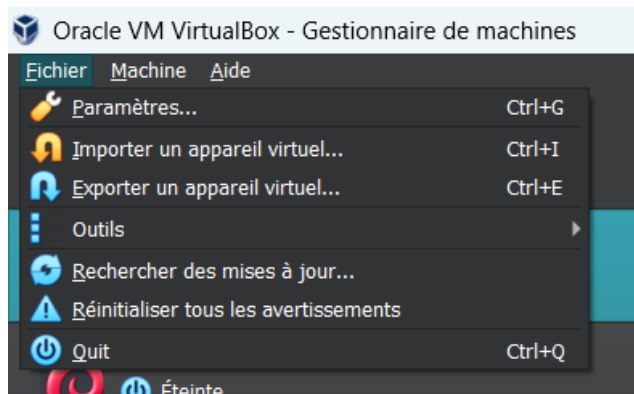 Oracle VM VirtualBox - Gestionnaire de machines
Fichier Machine Aide
Paramètres... Ctrl+G
Importer un appareil virtuel... Ctrl+I
Exporter un appareil virtuel... Ctrl+E
Outils
Rechercher des mises à jour...
Réinitialiser tous les avertissements
Quit Ctrl+Q
Éteinte